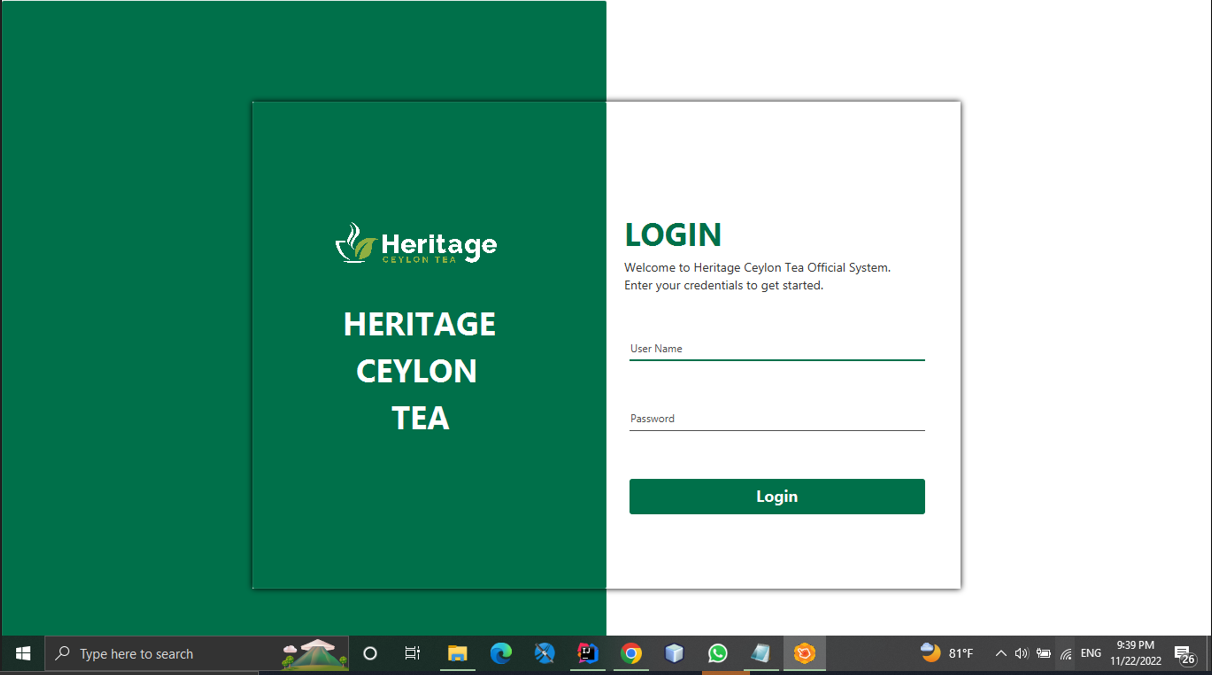 Heritage
CEYLON TEA
HERITAGE
CEYLON
TEA
LOGIN
Welcome to Heritage Ceylon Tea Official System.
Enter your credentials to get started.
User Name
Password
Login
Type here to search
81°F
ENG
9:39 PM
11/22/2022
26